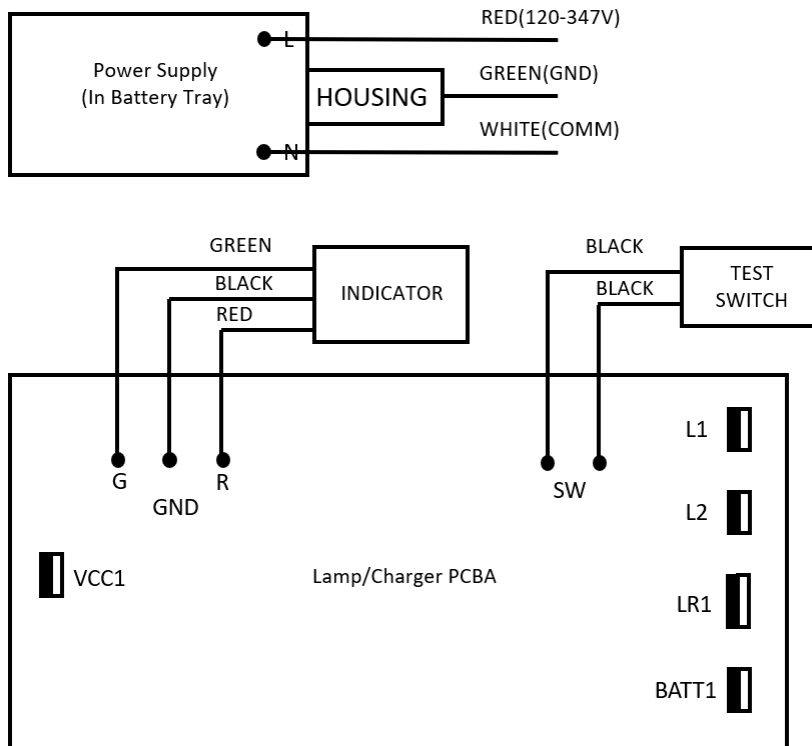 RED(120-347V)
L
Power Supply
(In Battery Tray)
GREEN(GND)
HOUSING
WHITE(COMM)
N
GREEN
BLACK
RED
INDICATOR
BLACK
BLACK
TEST
SWITCH
G
GND
R
SW
L1
L2
VCC1
Lamp/Charger PCBA
LR1
BATT1